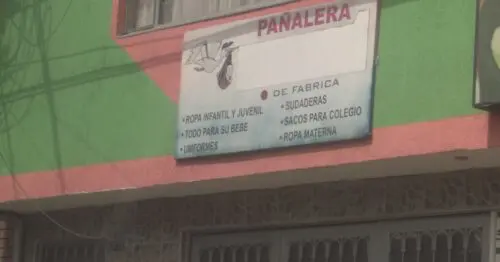 PAÑALERA
DE FABRICA
•ROPA INFANTIL Y JUVENIL
•TODO PARA SU BEBE
•UNIFORMES
•SUDADERAS
•SACOS PARA COLEGIO
•ROPA MATERNA